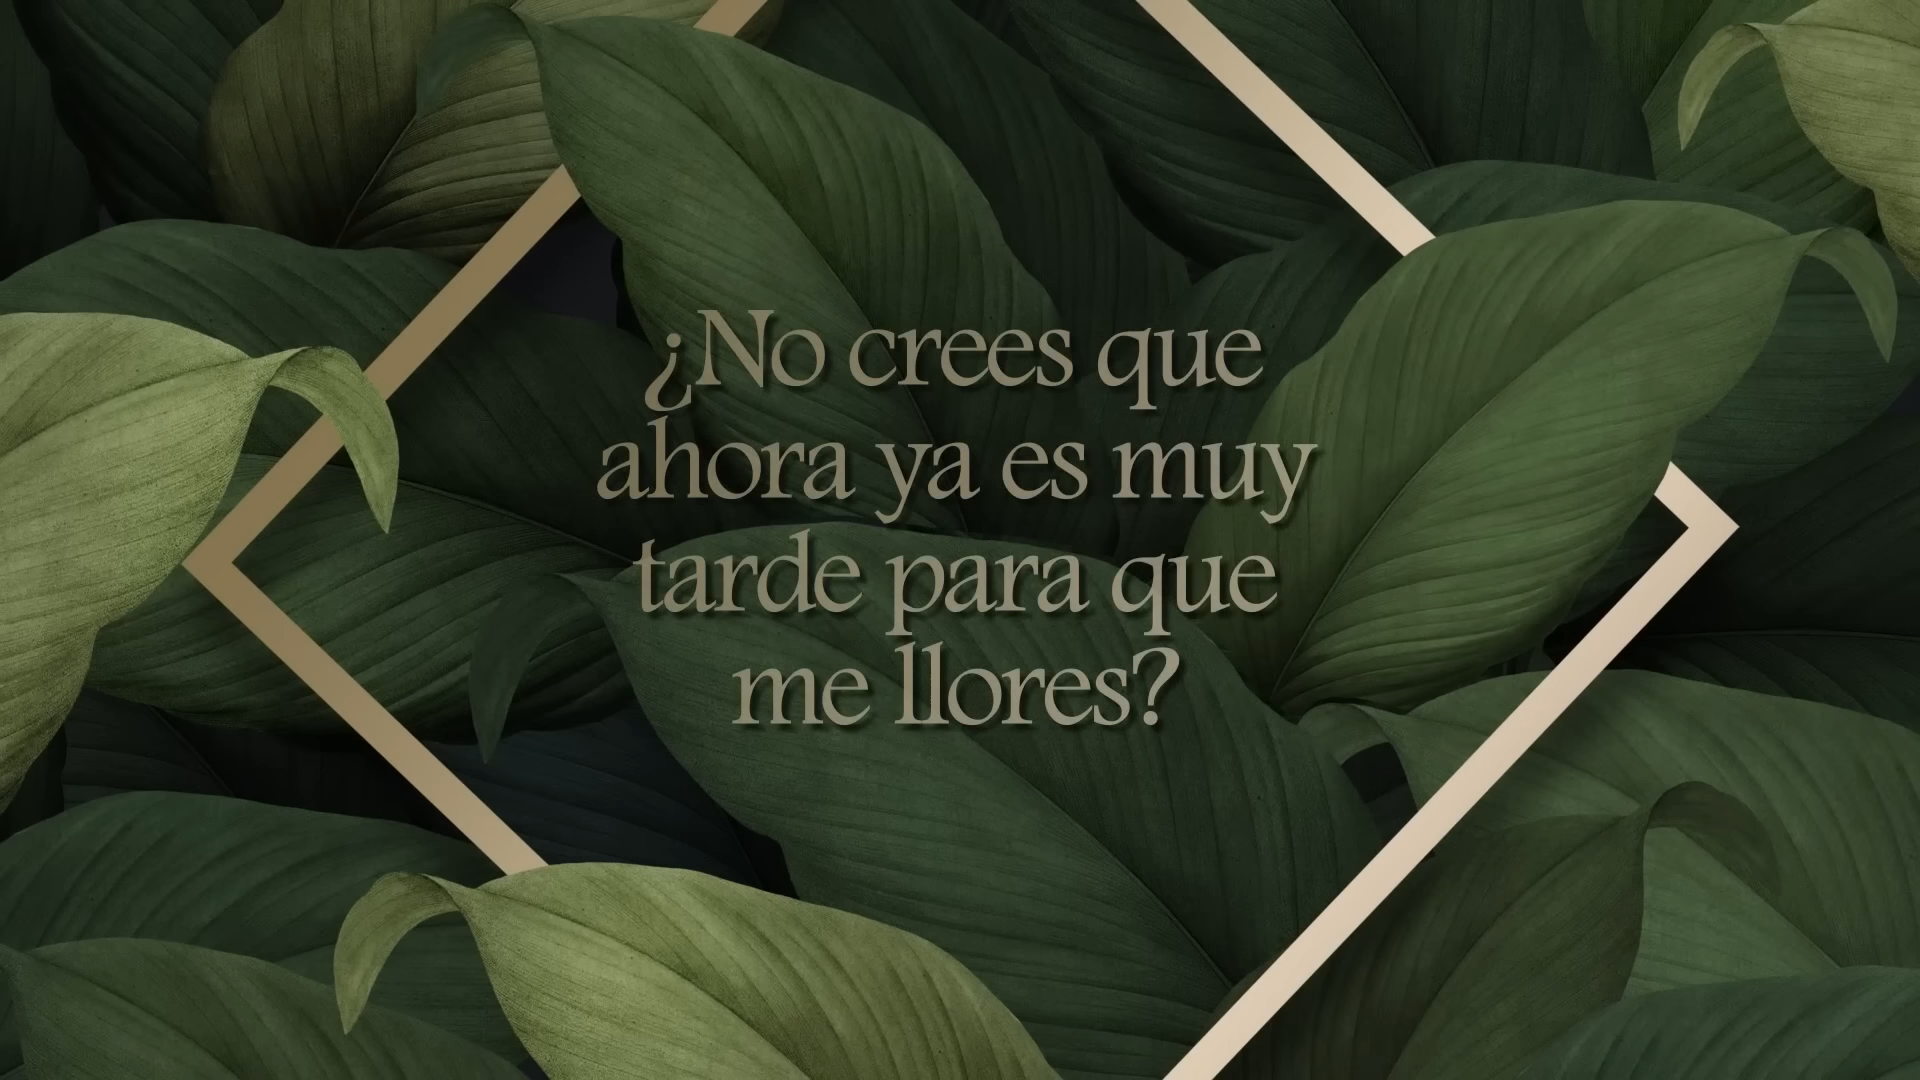 ¿No crees que
ahora ya es muy
tarde para que
me llores?